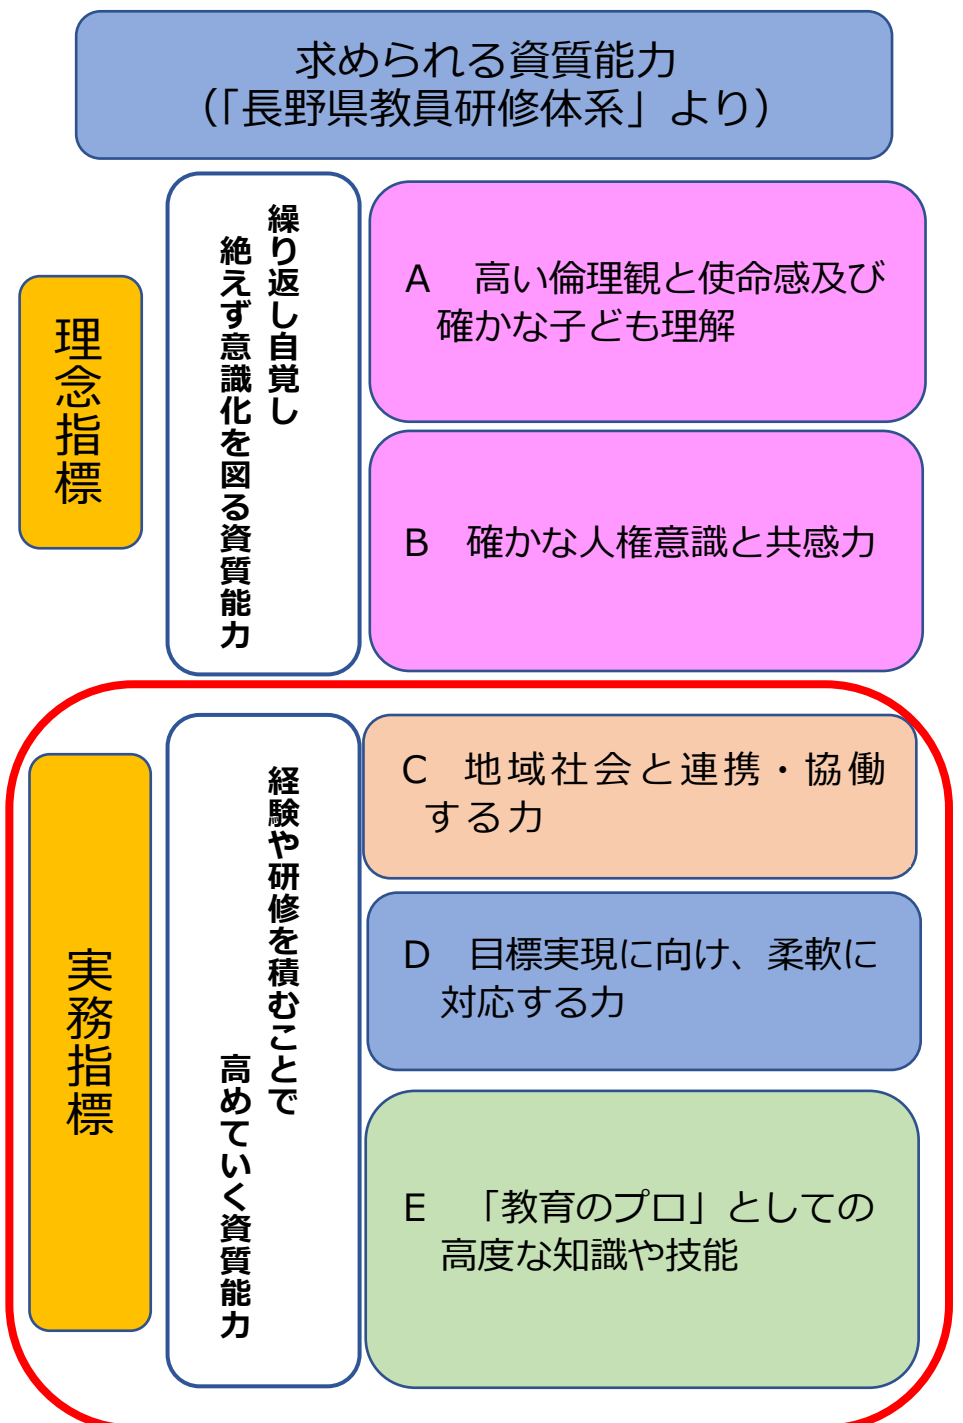 求められる資質能力
（「長野県教員研修体系」より）
理念指標
繰り返し自覚し
絶えず意識化を図る資質能力
A　高い倫理観と使命感及び
確かな子ども理解
B　確かな人権意識と共感力
実務指標
経験や研修を積むことで
高めていく資質能力
C　地域社会と連携・協働
する力
D　目標実現に向け、柔軟に
対応する力
E　「教育のプロ」としての
高度な知識や技能